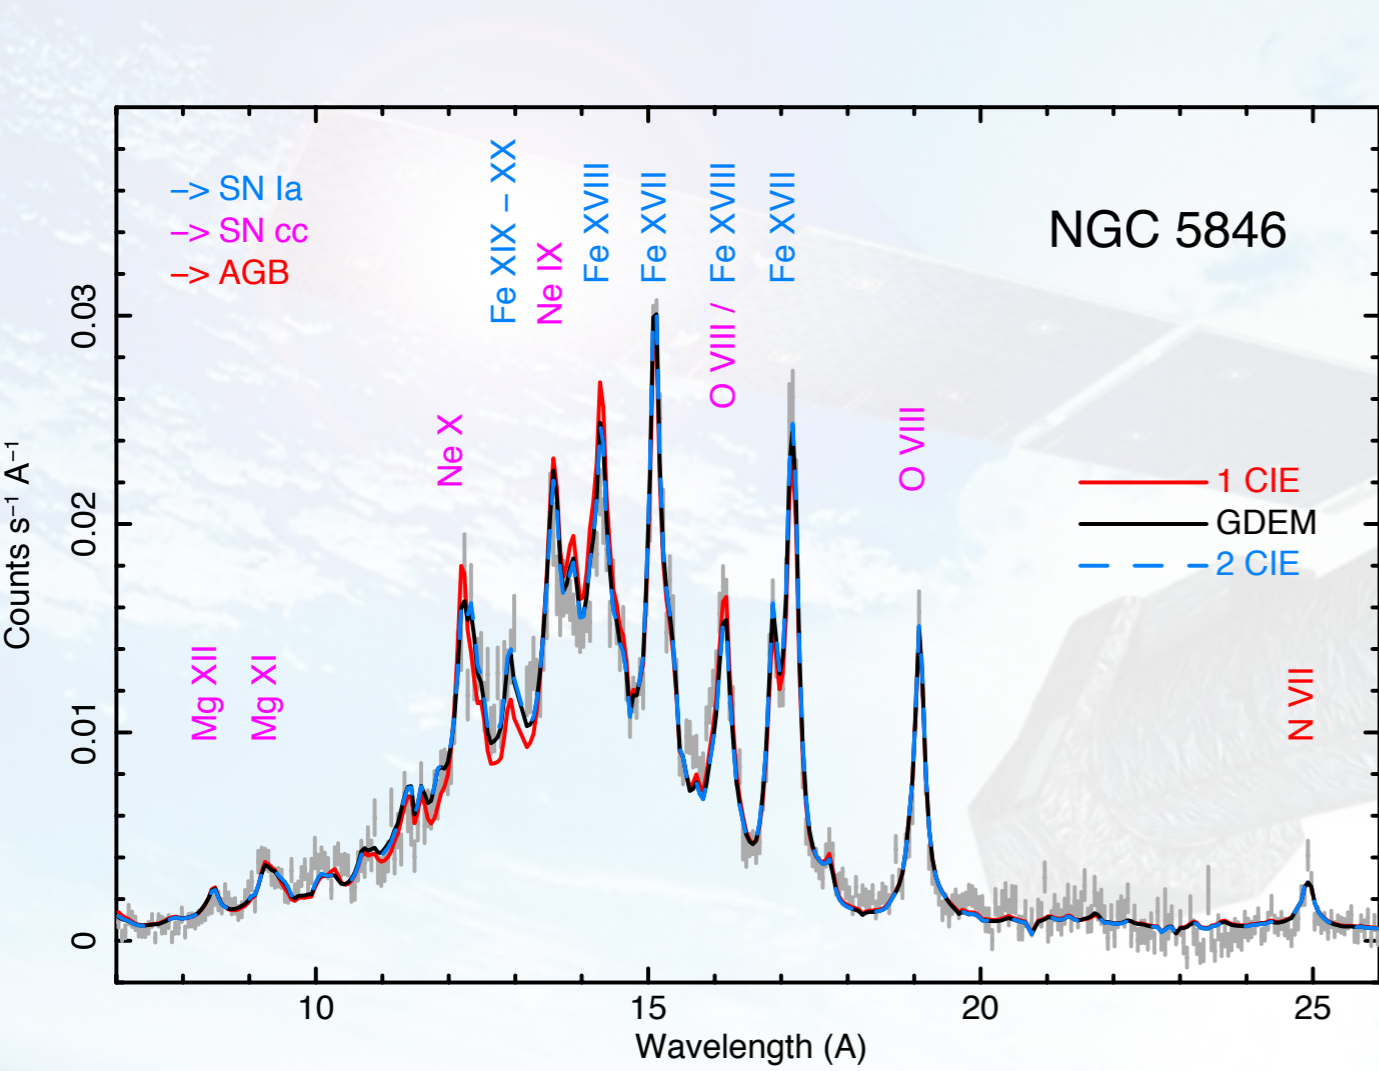 –> SN Ia
–> SN cc
–> AGB
Fe XIX – XX
Ne IX
Fe XVIII
Fe XVII
Fe XVIII
O VIII /
Fe XVII
NGC 5846
Ne X
O VIII
Mg XII
Mg XI
N VII
1 CIE
GDEM
2 CIE
0.03
0.02
0.01
0
Counts s⁻¹ A⁻¹
10
15
20
25
Wavelength (A)